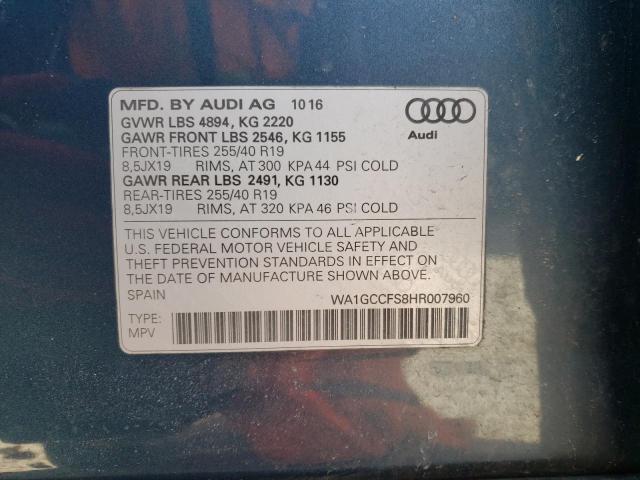 MFD. BY AUDI AG 10 16
GVWR LBS 4894, KG 2220
GAWR FRONT LBS 2546, KG 1155
FRONT-TIRES 255/40 R19
8,5JX19 RIMS, AT 300 KPA 44 PSI COLD
GAWR REAR LBS 2491, KG 1130
REAR-TIRES 255/40 R19
8,5JX19 RIMS, AT 320 KPA 46 PSI COLD
Audi
THIS VEHICLE CONFORMS TO ALL APPLICABLE
U.S. FEDERAL MOTOR VEHICLE SAFETY AND
THEFT PREVENTION STANDARDS IN EFFECT ON
THE DATE OF MANUFACTURE SHOWN ABOVE.
SPAIN WA1GCCFS8HR007960
TYPE:
MPV